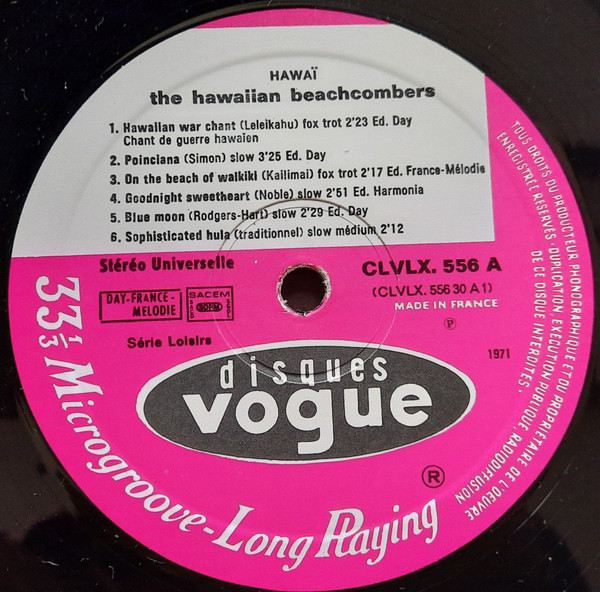 HAWAÏ
the hawaiian beachcombers
1. Hawaiian war chant (Leleikahu) fox trot 2'23 Ed. Day
Chant de guerre hawaïen
2. Poinciana (Simon) slow 3'25 Ed. Day
3. On the beach of waikiki (Kailimai) fox trot 2'17 Ed. France-Mélodie
4. Goodnight sweetheart (Noble) slow 2'51 Ed. Harmonia
5. Blue moon (Rodgers-Hart) slow 2'29 Ed. Day
6. Sophisticated hula (traditionnel) slow médium 2'12
Stéréo Universelle
CLVLX. 556 A
(CLVLX. 556 30 A 1)
MADE IN FRANCE
DAY-FRANCE-
MELODIE
SACEM
Ⓟ
1971
Série Loisirs
disques
vogue
®
33 1/3 Microgroove-Long Playing
TOUS DROITS DU PRODUCTEUR PHONOGRAPHIQUE ET DU PROPRIÉTAIRE DE L'OEUVRE
ENREGISTRÉE RÉSERVÉS. DUPLICATION, EXÉCUTION PUBLIQUE, RADIODIFFUSION
DE CE DISQUE INTERDITES.